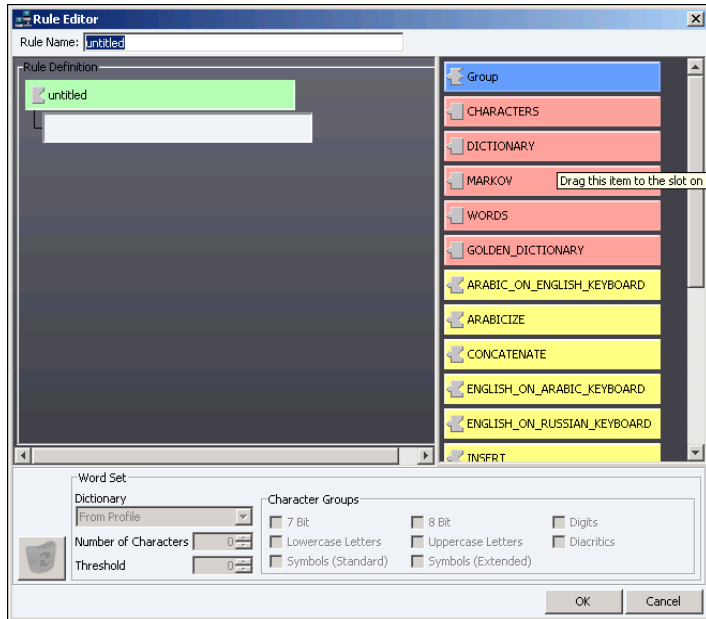 Rule Editor
Rule Name: untitled
Rule Definition
untitled
Group
CHARACTERS
DICTIONARY
MARKOV
Drag this item to the slot on
WORDS
GOLDEN_DICTIONARY
ARABIC_ON_ENGLISH_KEYBOARD
ARABICIZE
CONCATENATE
ENGLISH_ON_ARABIC_KEYBOARD
ENGLISH_ON_RUSSIAN_KEYBOARD
INSERT
Word Set
Dictionary
From Profile
Number of Characters 0
Threshold 0
Character Groups
7 Bit 8 Bit Digits
Lowercase Letters Uppercase Letters Diacritics
Symbols (Standard) Symbols (Extended)
OK Cancel